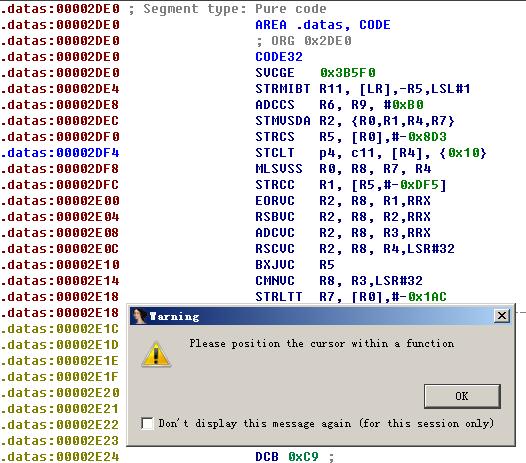 .datas:00002DE0 ; Segment type: Pure code
.datas:00002DE0 AREA .datas, CODE
.datas:00002DE0 ; ORG 0x2DE0
.datas:00002DE0 CODE32
.datas:00002DE0 SVCGE 0x3B5F0
.datas:00002DE4 STRMIBT R11, [LR],-R5,LSL#1
.datas:00002DE8 ADCCS R6, R9, #0xB0
.datas:00002DEC STMVSDA R2, {R0,R1,R4,R7}
.datas:00002DF0 STRCS R5, [R0],#-0x8D3
.datas:00002DF4 STCLT p4, c11, [R4], {0x10}
.datas:00002DF8 MLSVSS R0, R8, R7, R4
.datas:00002DFC STRCC R1, [R5,#-0xDF5]
.datas:00002E00 EORVC R2, R8, R1,RRX
.datas:00002E04 RSBVC R2, R8, R2,RRX
.datas:00002E08 ADCVC R2, R8, R3,RRX
.datas:00002E0C RSCVC R2, R8, R4,LSR#32
.datas:00002E10 BXJVC R5
.datas:00002E14 CMNVC R8, R3,LSR#32
.datas:00002E18 STRLTT R7, [R0],#-0x1AC
.datas:00002E18
.datas:00002E1C
.datas:00002E1D
.datas:00002E1E
.datas:00002E1F
.datas:00002E20
.datas:00002E21
.datas:00002E22
.datas:00002E23
.datas:00002E24 DCB 0xC9 ;
Warning
Please position the cursor within a function
OK
Don't display this message again (for this session only)